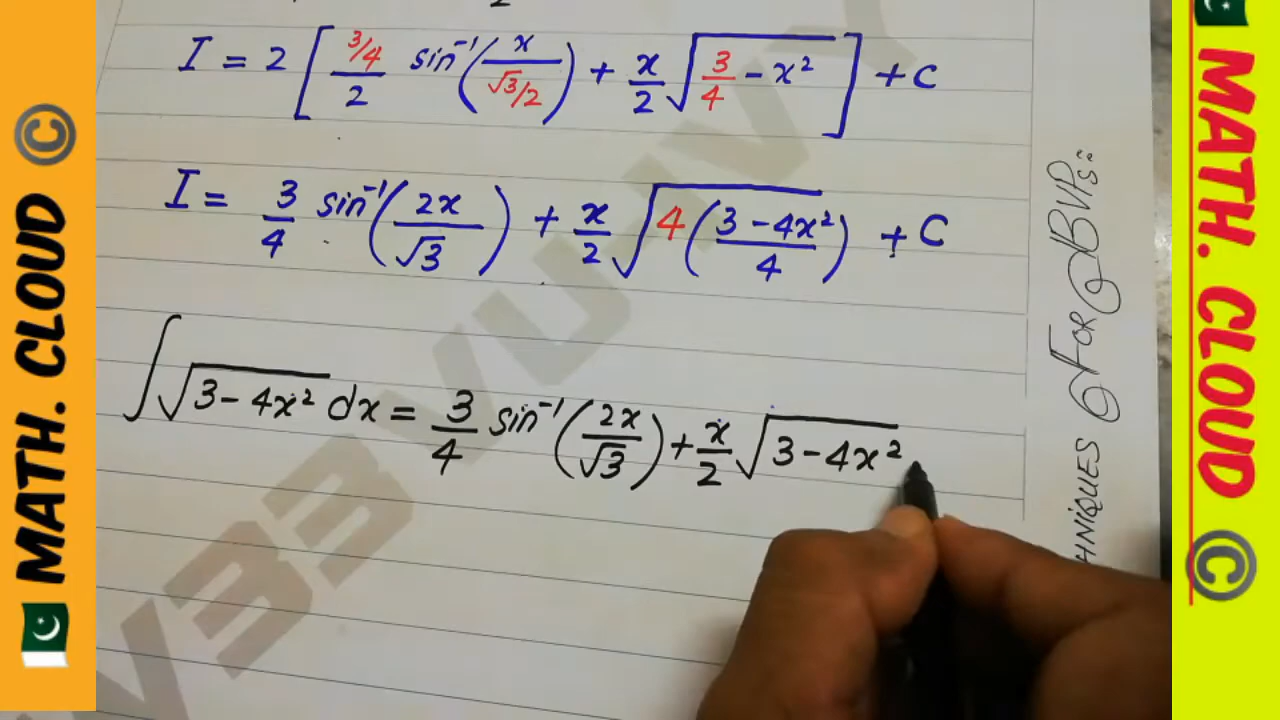 2
I = 2 [ 3/4 / 2 sin⁻¹( x / √3/2 ) + x/2 √( 3/4 - x² ) ] + C
I = 3/4 sin⁻¹( 2x / √3 ) + x/2 √( 4 ( 3 - 4x² / 4 ) ) + C
∫ √(3 - 4x²) dx = 3/4 sin⁻¹( 2x / √3 ) + x/2 √(3 - 4x²)
MATH. CLOUD ©
MATH. CLOUD ©
HNIQUES FOR BVPs: